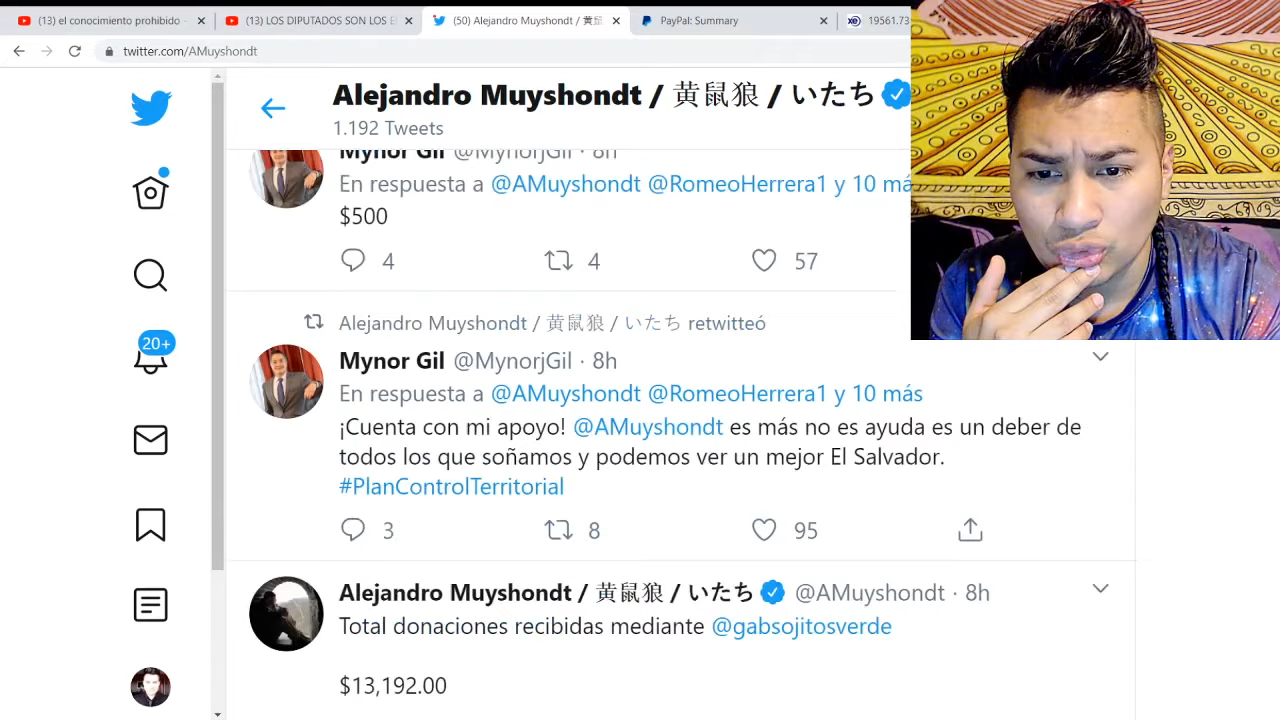 (13) el conocimiento prohibido -
(13) LOS DIPUTADOS SON LOS E
(50) Alejandro Muyshondt / 黄鼠
PayPal: Summary
19561.73
twitter.com/AMuyshondt
Alejandro Muyshondt / 黄鼠狼 / いたち
1.192 Tweets
Mynor Gil @MynorjGil · 8h
En respuesta a @AMuyshondt @RomeoHerrera1 y 10 má
$500
4 4 57
Alejandro Muyshondt / 黄鼠狼 / いたち retwitteó
Mynor Gil @MynorjGil · 8h
En respuesta a @AMuyshondt @RomeoHerrera1 y 10 más
¡Cuenta con mi apoyo! @AMuyshondt es más no es ayuda es un deber de
todos los que soñamos y podemos ver un mejor El Salvador.
#PlanControlTerritorial
3 8 95
20+
Alejandro Muyshondt / 黄鼠狼 / いたち @AMuyshondt · 8h
Total donaciones recibidas mediante @gabsojitosverde
$13,192.00